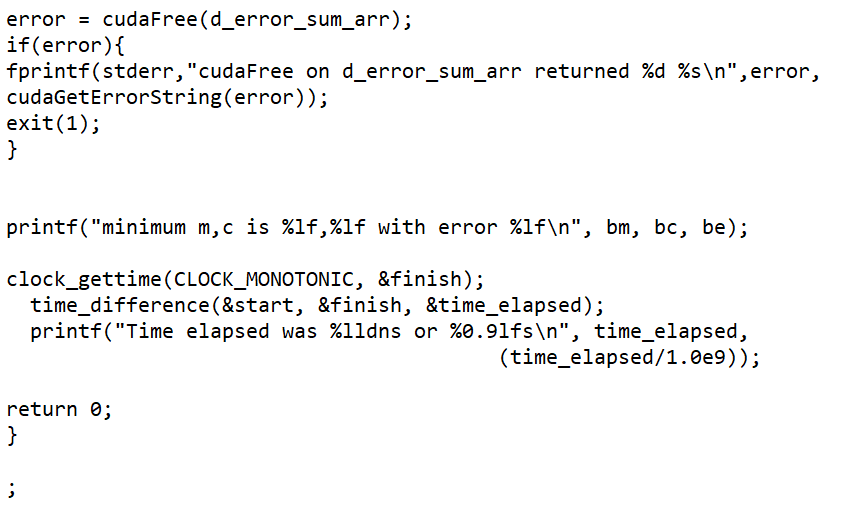 error = cudaFree(d_error_sum_arr);
if(error){
fprintf(stderr,"cudaFree on d_error_sum_arr returned %d %s\n",error,
cudaGetErrorString(error));
exit(1);
}
printf("minimum m,c is %lf,%lf with error %lf\n", bm, bc, be);
clock_gettime(CLOCK_MONOTONIC, &finish);
time_difference(&start, &finish, &time_elapsed);
printf("Time elapsed was %lldns or %0.9lfs\n", time_elapsed,
(time_elapsed/1.0e9));
return 0;
}
;